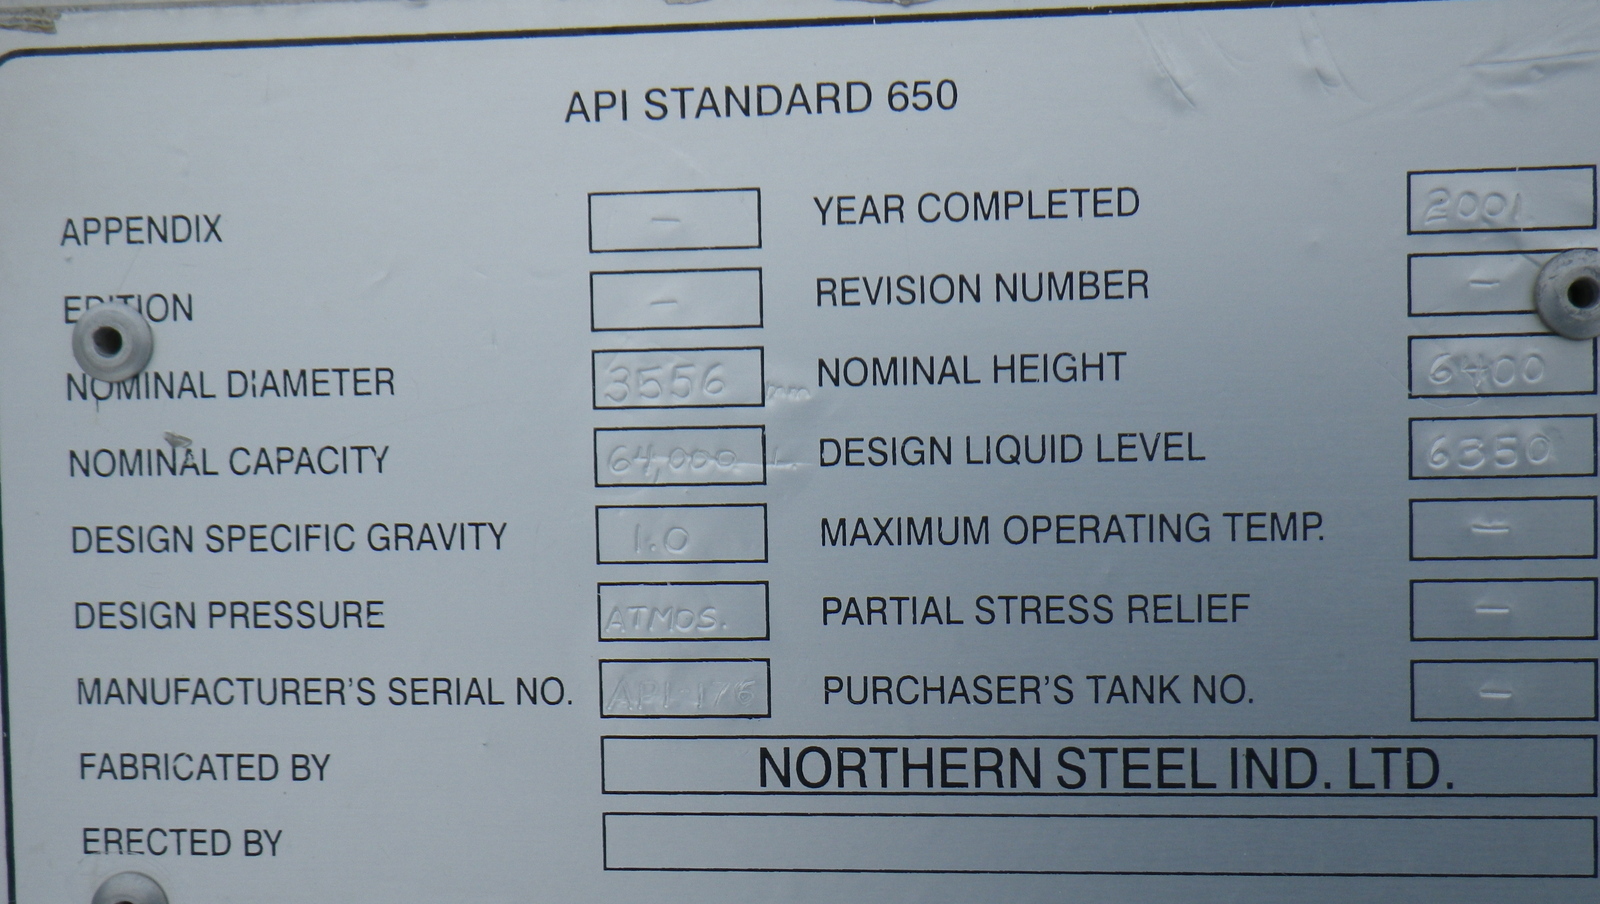 API STANDARD 650
APPENDIX - YEAR COMPLETED 2001
EDITION - REVISION NUMBER -
NOMINAL DIAMETER 3556 mm NOMINAL HEIGHT 6400
NOMINAL CAPACITY 64,000 L. DESIGN LIQUID LEVEL 6350
DESIGN SPECIFIC GRAVITY 1.0 MAXIMUM OPERATING TEMP. -
DESIGN PRESSURE ATMOS. PARTIAL STRESS RELIEF -
MANUFACTURER'S SERIAL NO. API-176 PURCHASER'S TANK NO. -
FABRICATED BY NORTHERN STEEL IND. LTD.
ERECTED BY